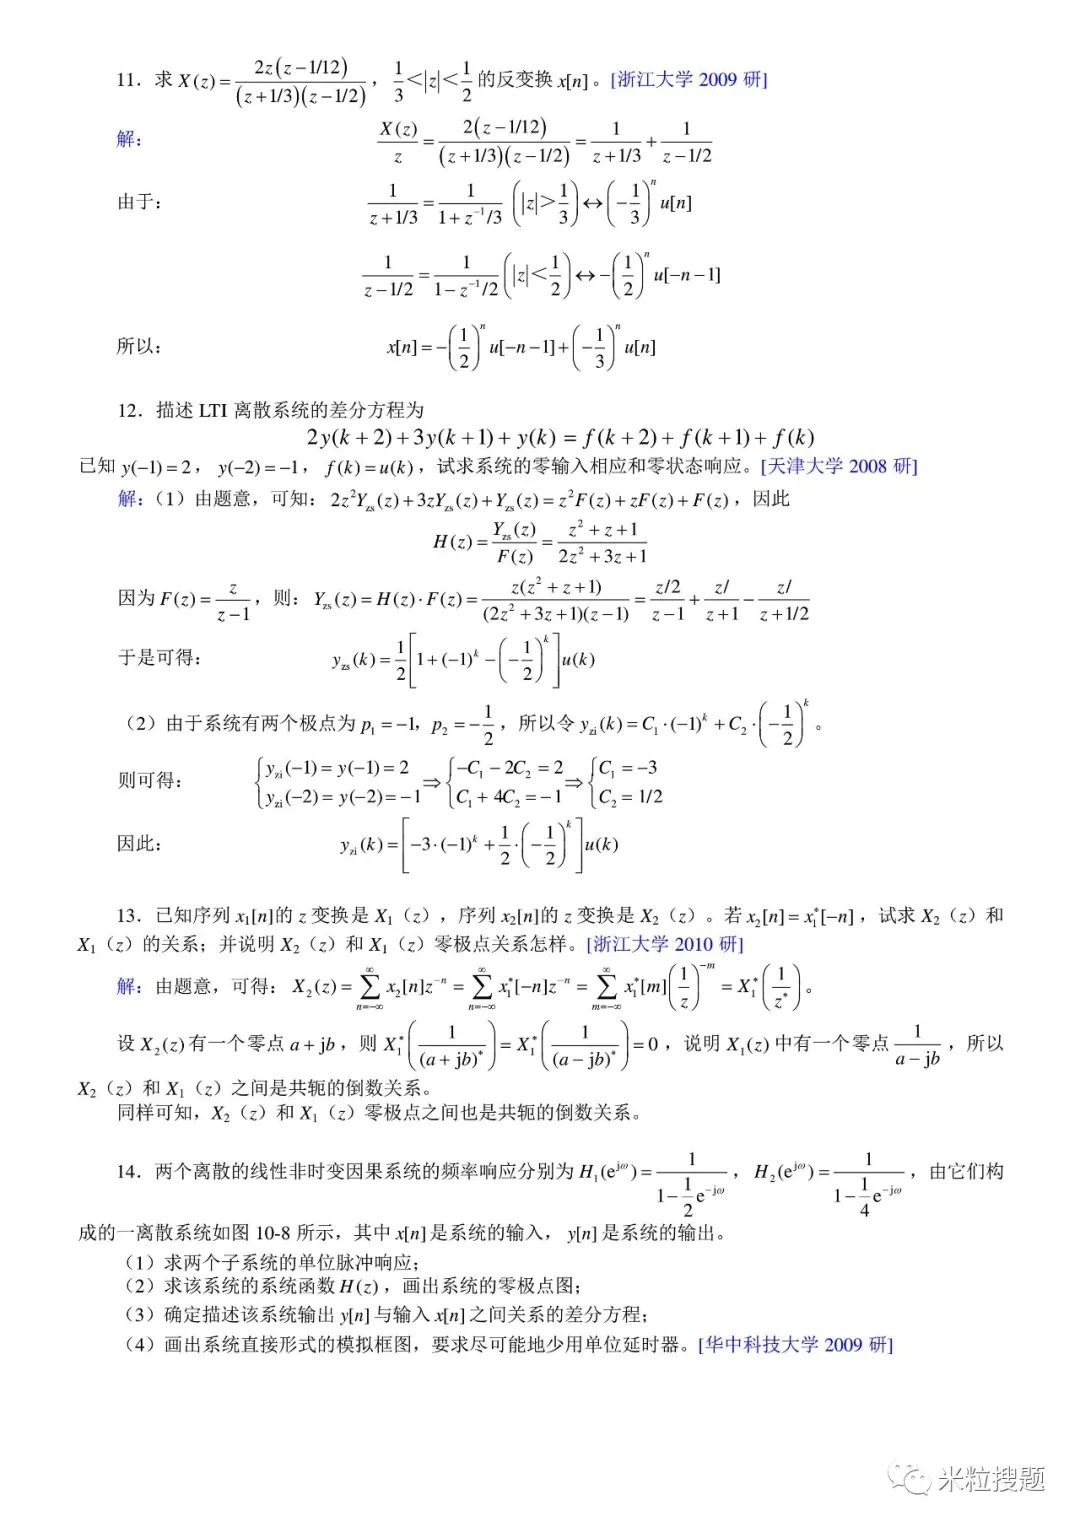 11．求 X(z) = 2z(z−1/12) / ((z+1/3)(z−1/2))，1/3<|z|<1/2 的反变换 x[n]。[浙江大学 2009 研]
解： X(z)/z = 2(z−1/12) / ((z+1/3)(z−1/2)) = 1/(z+1/3) + 1/(z−1/2)
由于： 1/(z+1/3) = 1/(1+z⁻¹/3) (|z|>1/3) ↔ (−1/3)ⁿ u[n]
1/(z−1/2) = 1/(1−z⁻¹/2) (|z|<1/2) ↔ −(1/2)ⁿ u[−n−1]
所以： x[n] = −(1/2)ⁿ u[−n−1] + (−1/3)ⁿ u[n]
12．描述 LTI 离散系统的差分方程为
2y(k+2)+3y(k+1)+y(k) = f(k+2)+f(k+1)+f(k)
已知 y(−1)=2，y(−2)=−1，f(k)=u(k)，试求系统的零输入相应和零状态响应。[天津大学 2008 研]
解：（1）由题意，可知：2z²Yzs(z)+3zYzs(z)+Yzs(z)=z²F(z)+zF(z)+F(z)，因此
H(z) = Yzs(z)/F(z) = (z²+z+1)/(2z²+3z+1)
因为 F(z) = z/(z−1)，则：Yzs(z) = H(z)·F(z) = z(z²+z+1)/((2z²+3z+1)(z−1)) = (z/2)/(z−1) + (z/)/(z+1) − (z/)/(z+1/2)
于是可得： yzs(k) = 1/2[1+(−1)ᵏ−(−1/2)ᵏ]u(k)
（2）由于系统有两个极点为 p₁=−1，p₂=−1/2，所以令 yzi(k) = C₁·(−1)ᵏ+C₂·(−1/2)ᵏ。
则可得： {yzi(−1)=y(−1)=2 ⇒ {−C₁−2C₂=2 ⇒ {C₁=−3
yzi(−2)=y(−2)=−1 C₁+4C₂=−1 C₂=1/2
因此： yzi(k) = [−3·(−1)ᵏ+1/2·(−1/2)ᵏ]u(k)
13．已知序列 x₁[n]的 z 变换是 X₁（z），序列 x₂[n]的 z 变换是 X₂（z）。若 x₂[n]=x₁*[−n]，试求 X₂（z）和
X₁（z）的关系；并说明 X₂（z）和 X₁（z）零极点关系怎样。[浙江大学 2010 研]
解：由题意，可得：X₂(z) = ∑(n=−∞→∞) x₂[n]z⁻ⁿ = ∑(n=−∞→∞) x₁*[−n]z⁻ⁿ = ∑(m=−∞→∞) x₁*[m](1/z)⁻ᵐ = X₁*(1/z*)。
设 X₂(z) 有一个零点 a+jb，则 X₁*(1/(a+jb)*) = X₁*(1/(a−jb)*) = 0，说明 X₁(z) 中有一个零点 1/(a−jb)，所以
X₂（z）和 X₁（z）之间是共轭的倒数关系。
同样可知，X₂（z）和 X₁（z）零极点之间也是共轭的倒数关系。
14．两个离散的线性非时变因果系统的频率响应分别为 H₁(e^jω) = 1/(1−(1/2)e^−jω)，H₂(e^jω) = 1/(1−(1/4)e^−jω)，由它们构
成的一离散系统如图 10-8 所示，其中 x[n] 是系统的输入，y[n] 是系统的输出。
（1）求两个子系统的单位脉冲响应；
（2）求该系统的系统函数 H(z)，画出系统的零极点图；
（3）确定描述该系统输出 y[n] 与输入 x[n] 之间关系的差分方程；
（4）画出系统直接形式的模拟框图，要求尽可能地少用单位延时器。[华中科技大学 2009 研]
米粒搜题